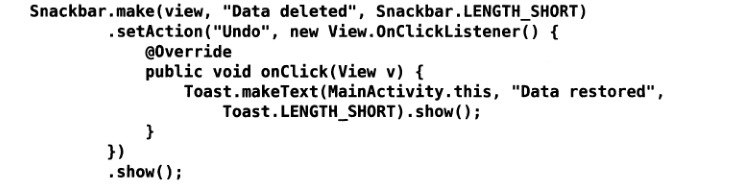 Snackbar.make(view, "Data deleted", Snackbar.LENGTH_SHORT)
.setAction("Undo", new View.OnClickListener() {
@Override
public void onClick(View v) {
Toast.makeText(MainActivity.this, "Data restored",
Toast.LENGTH_SHORT).show();
}
})
.show();